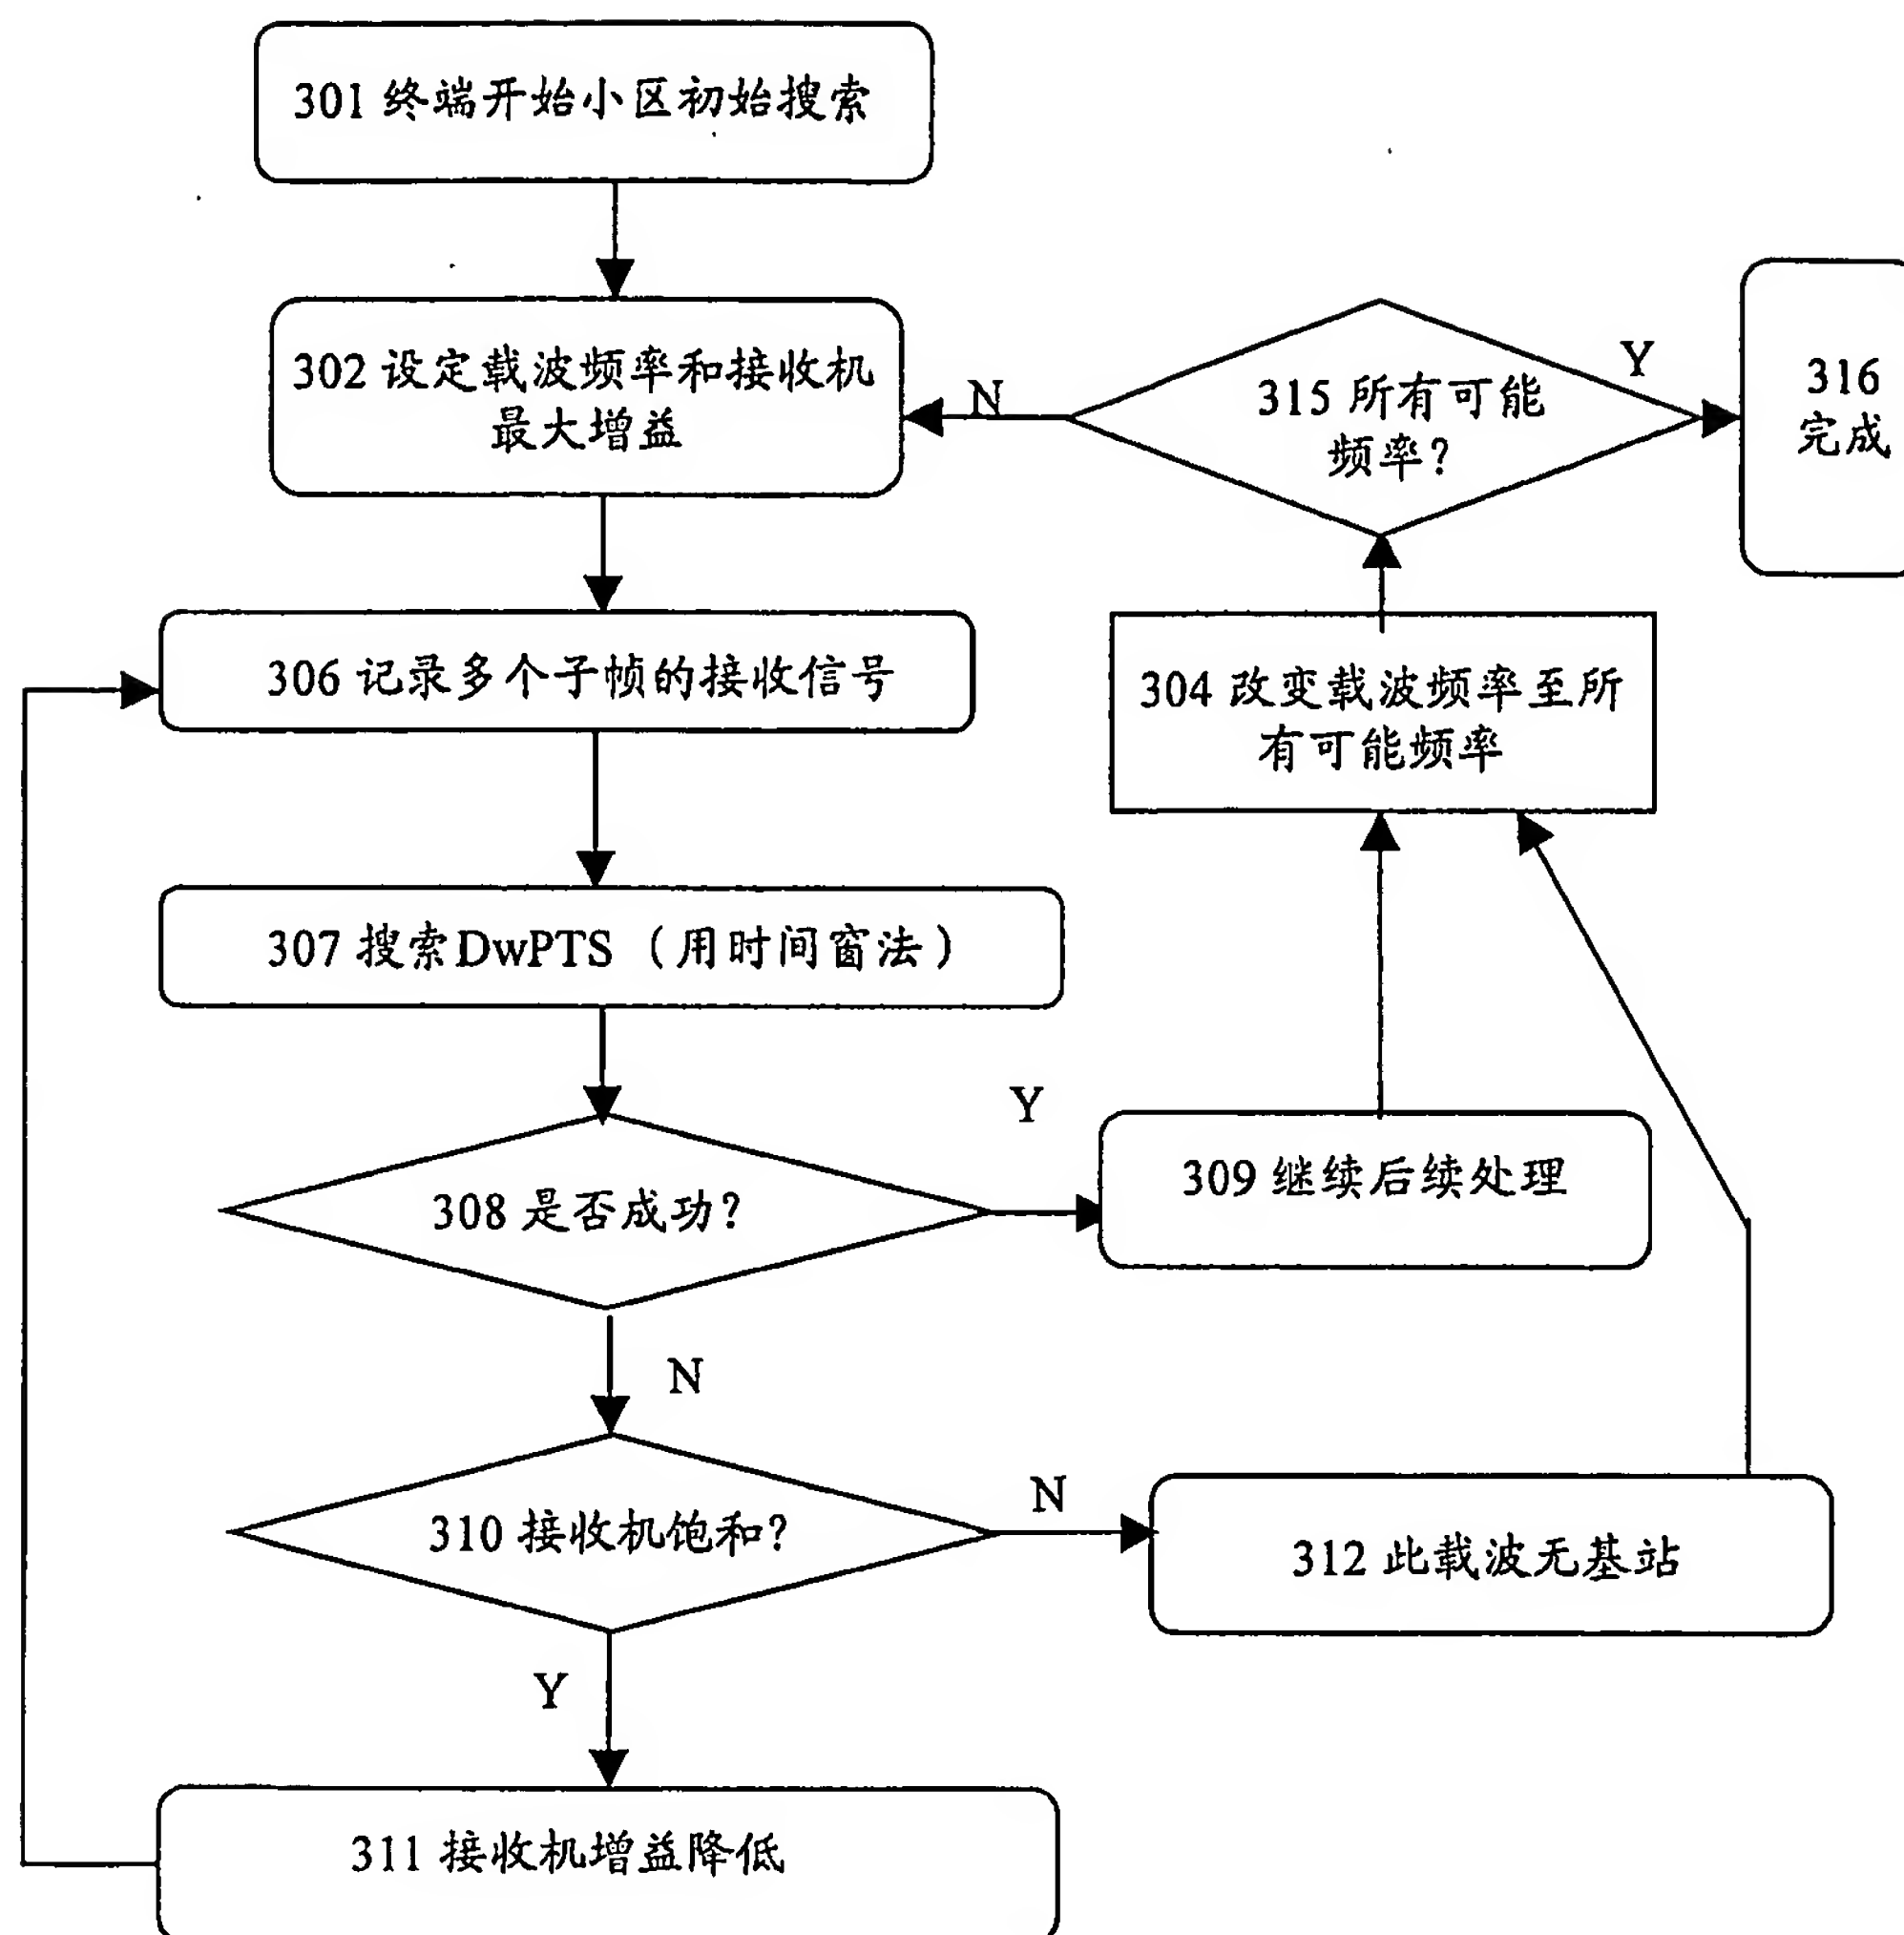 301 终端开始小区初始搜索
302 设定载波频率和接收机
最大增益
N
315 所有可能
频率?
Y
316
完成
306 记录多个子帧的接收信号
304 改变载波频率至所
有可能频率
307 搜索DwPTS（用时间窗法）
308 是否成功?
Y
309 继续后续处理
N
310 接收机饱和?
N
312 此载波无基站
Y
311 接收机增益降低